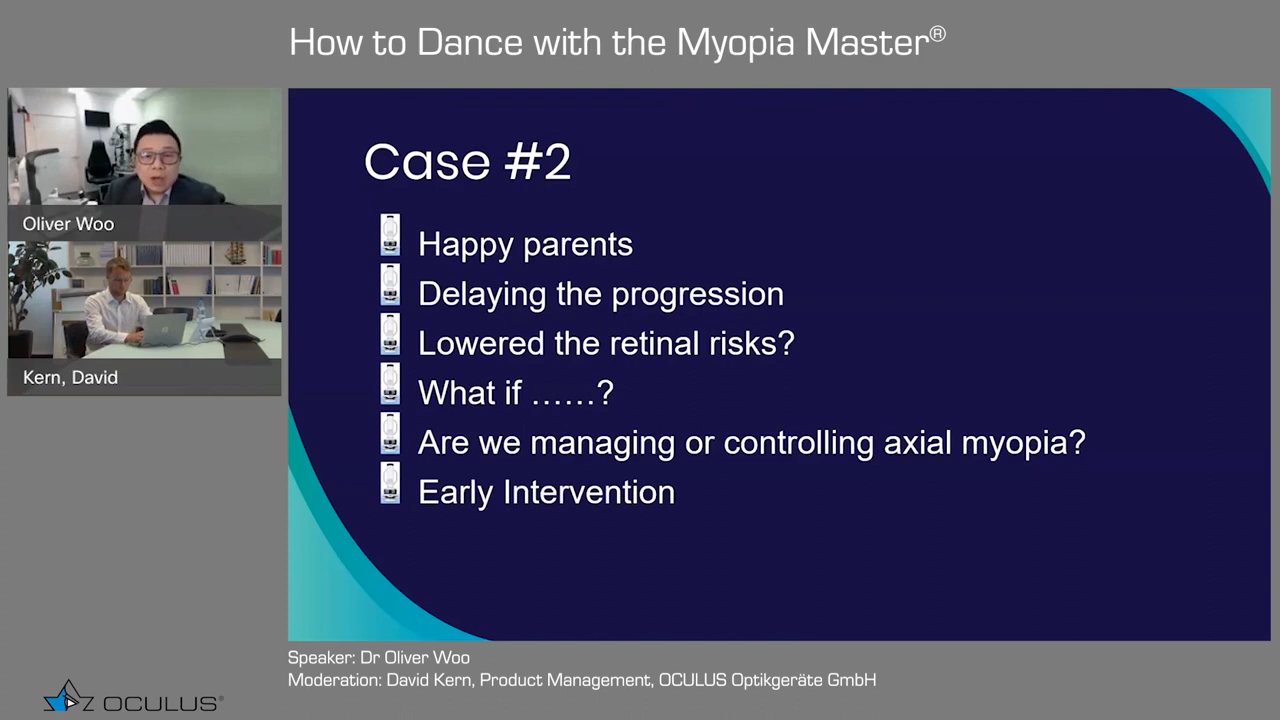 How to Dance with the Myopia Master®
Oliver Woo
Kern, David
Case #2
Happy parents
Delaying the progression
Lowered the retinal risks?
What if ......?
Are we managing or controlling axial myopia?
Early Intervention
Speaker: Dr Oliver Woo
Moderation: David Kern, Product Management, OCULUS Optikgeräte GmbH
OCULUS®